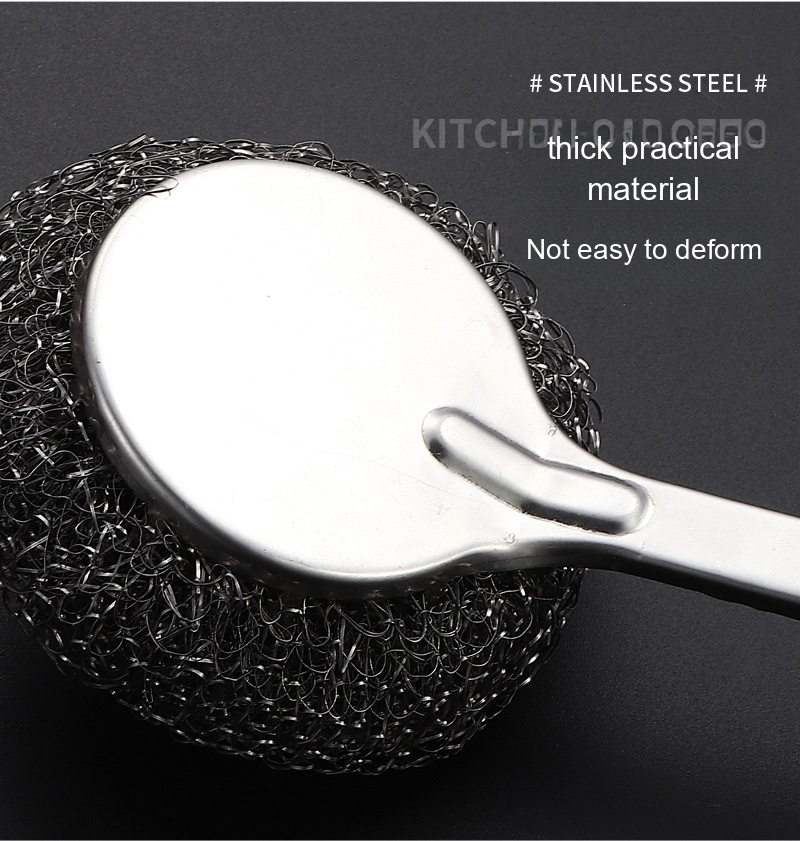 # STAINLESS STEEL #
thick practical
material
Not easy to deform